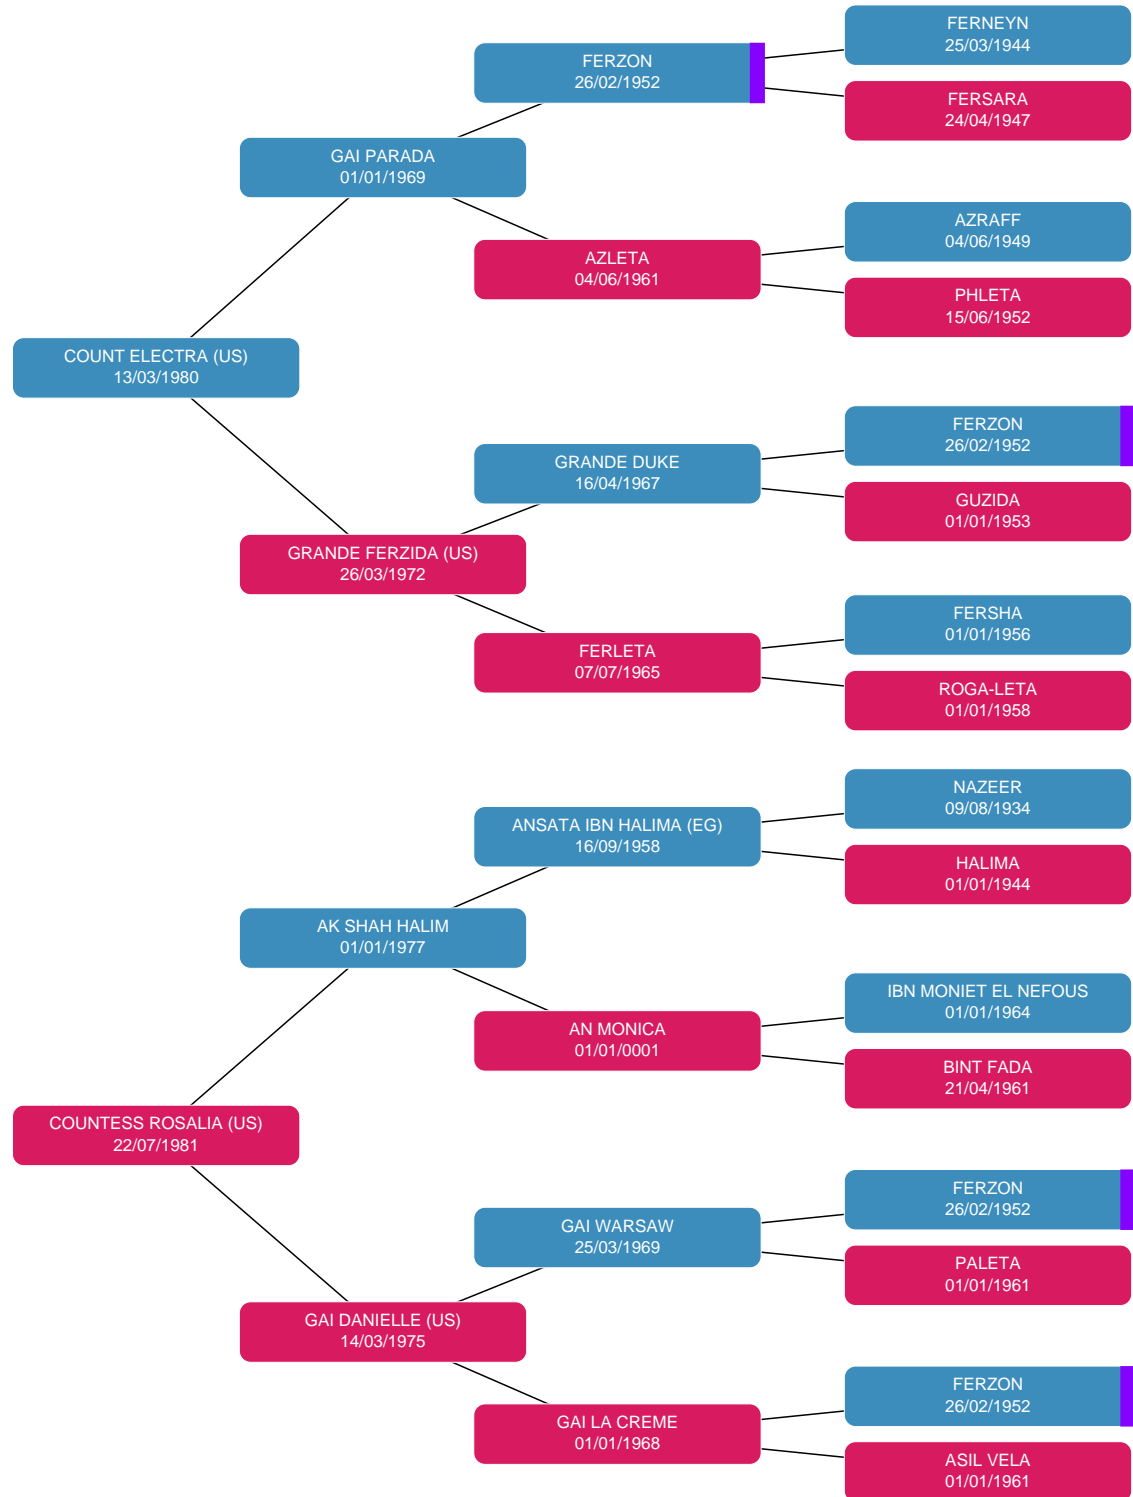 FERNEYN
25/03/1944
FERZON
26/02/1952
FERSARA
24/04/1947
GAI PARADA
01/01/1969
AZRAFF
04/06/1949
AZLETA
04/06/1961
PHLETA
15/06/1952
COUNT ELECTRA (US)
13/03/1980
FERZON
26/02/1952
GRANDE DUKE
16/04/1967
GUZIDA
01/01/1953
GRANDE FERZIDA (US)
26/03/1972
FERSHA
01/01/1956
FERLETA
07/07/1965
ROGA-LETA
01/01/1958
NAZEER
09/08/1934
ANSATA IBN HALIMA (EG)
16/09/1958
HALIMA
01/01/1944
AK SHAH HALIM
01/01/1977
IBN MONIET EL NEFOUS
01/01/1964
AN MONICA
01/01/0001
BINT FADA
21/04/1961
COUNTESS ROSALIA (US)
22/07/1981
FERZON
26/02/1952
GAI WARSAW
25/03/1969
PALETA
01/01/1961
GAI DANIELLE (US)
14/03/1975
FERZON
26/02/1952
GAI LA CREME
01/01/1968
ASIL VELA
01/01/1961